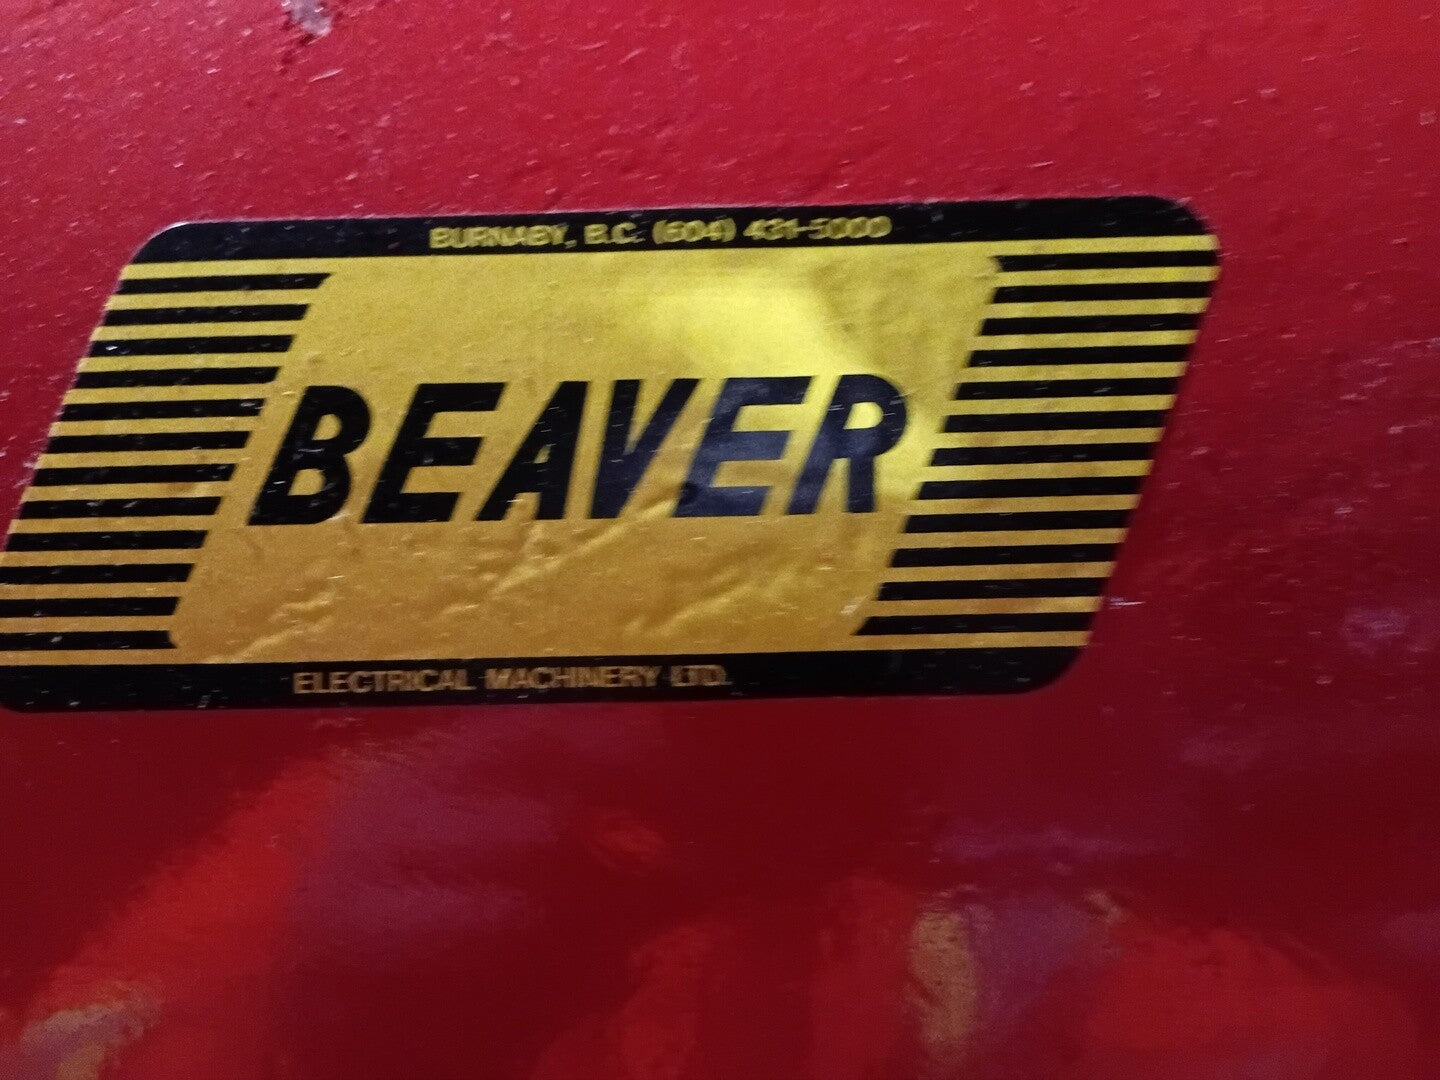 BURNABY, B.C. (604) 431-5000
BEAVER
ELECTRICAL MACHINERY LTD.